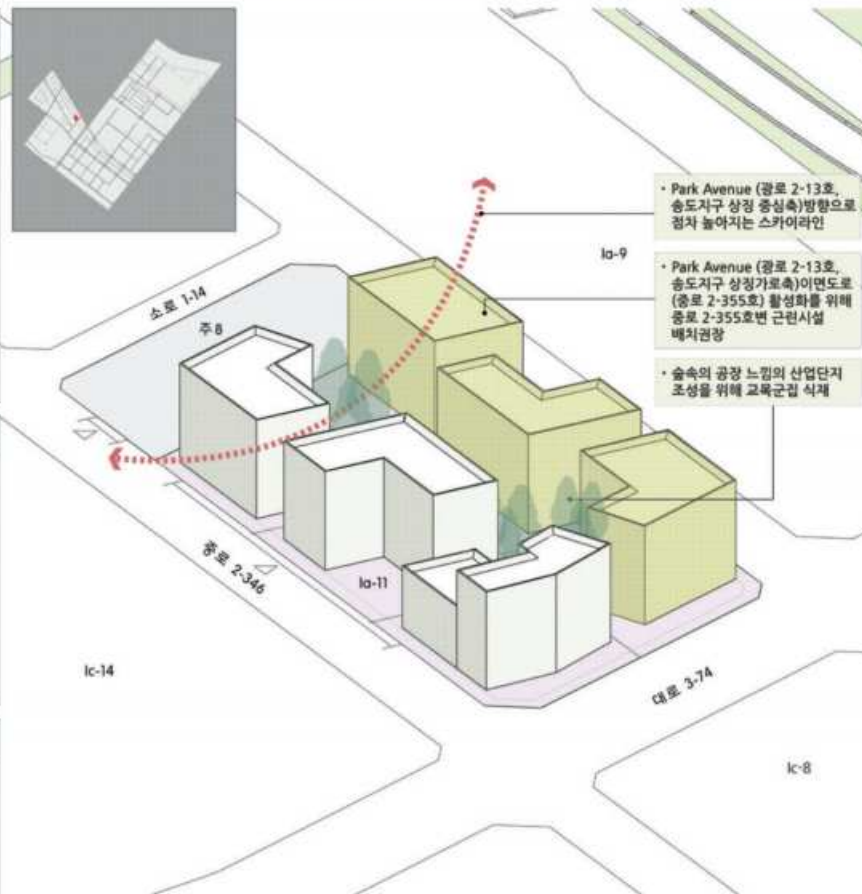 • Park Avenue (광로 2-13호,
송도지구 상징 중심축)방향으로
점차 높아지는 스카이라인
Ia-9
• Park Avenue (광로 2-13호,
송도지구 상징가로축)이면도로
(중로 2-355호) 활성화를 위해
중로 2-355호변 근린시설
배치권장
소로 1-14
주8
• 숲속의 공장 느낌의 산업단지
조성을 위해 교목군집 식재
중로 2-346
Ia-11
Ic-14
대로 3-74
Ic-8